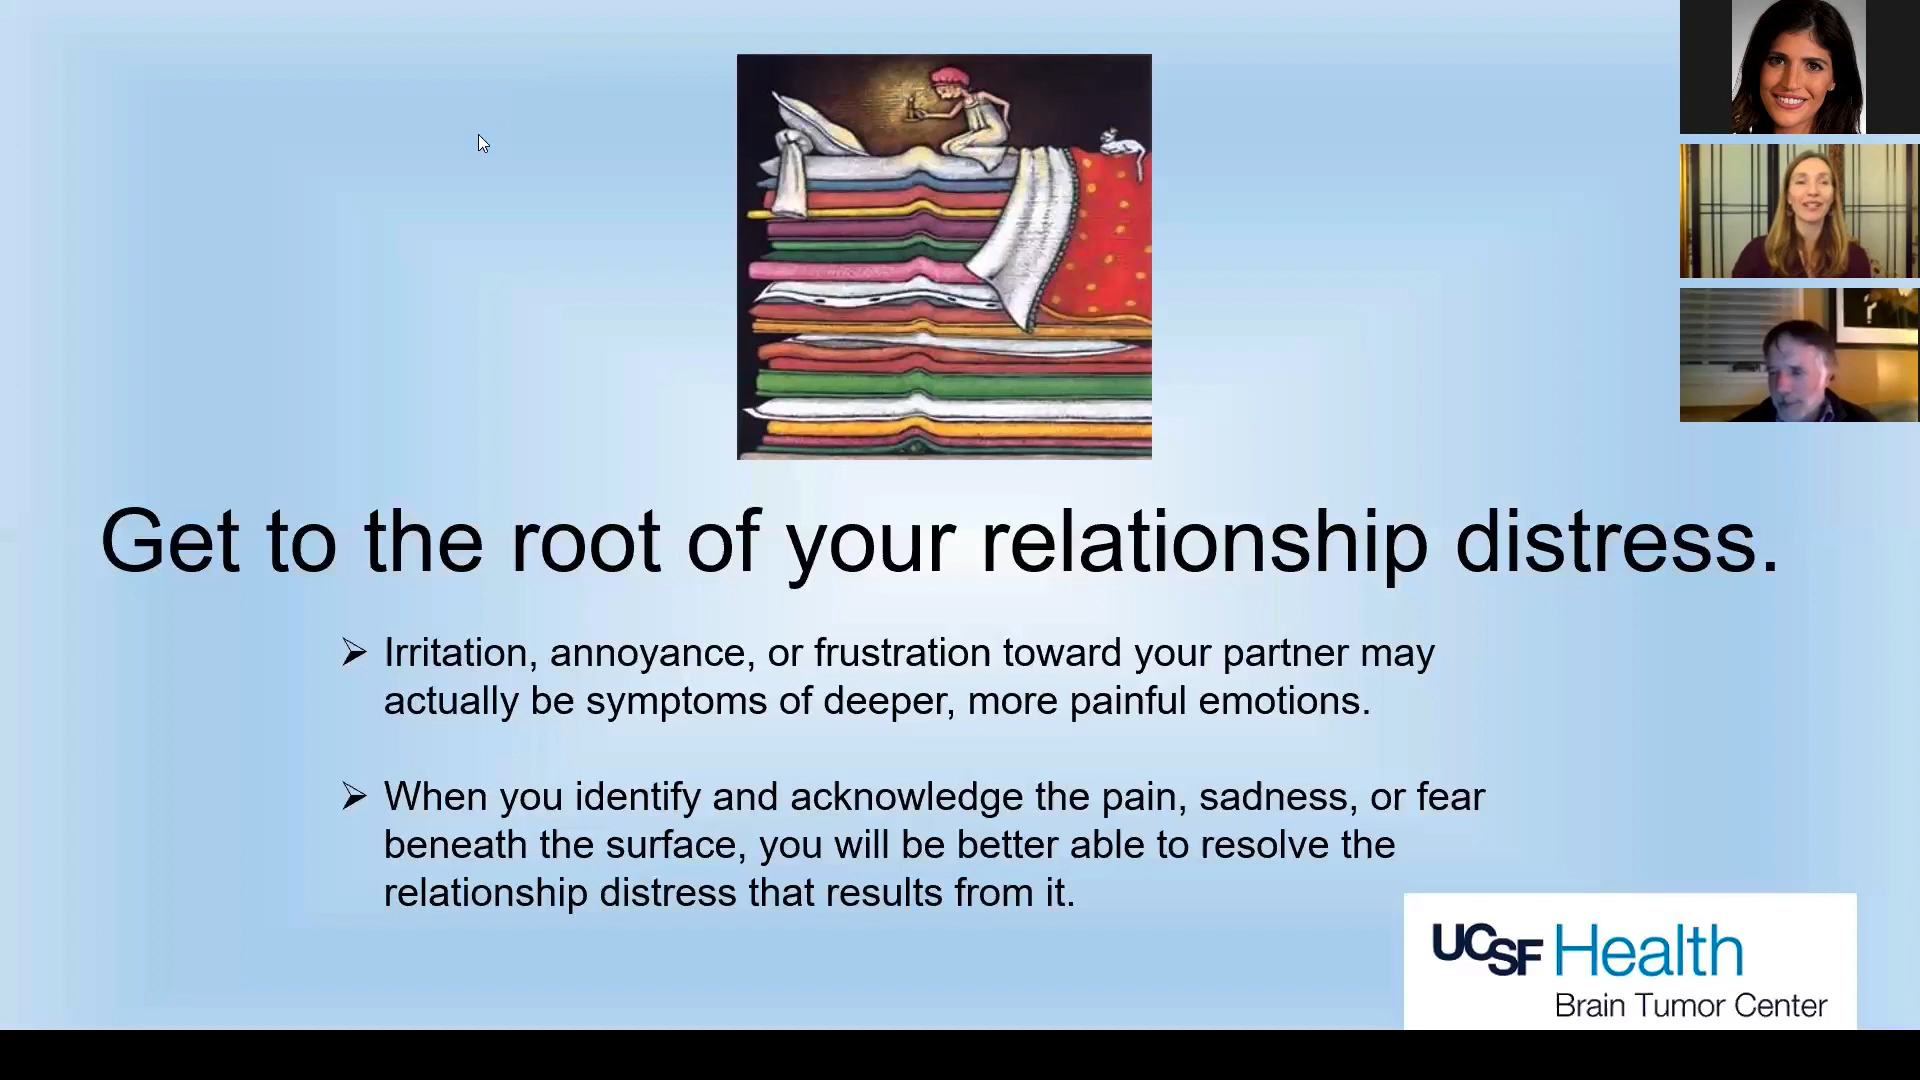 Get to the root of your relationship distress.
Irritation, annoyance, or frustration toward your partner may
actually be symptoms of deeper, more painful emotions.
When you identify and acknowledge the pain, sadness, or fear
beneath the surface, you will be better able to resolve the
relationship distress that results from it.
UCSF Health
Brain Tumor Center